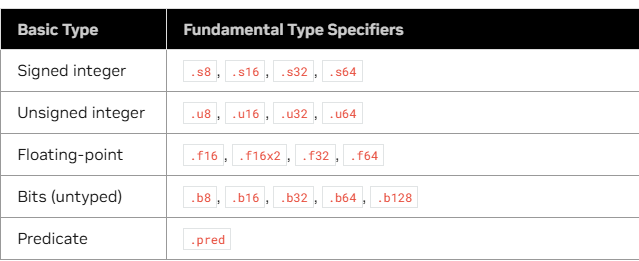 Basic Type Fundamental Type Specifiers
Signed integer .s8, .s16, .s32, .s64
Unsigned integer .u8, .u16, .u32, .u64
Floating-point .f16, .f16x2, .f32, .f64
Bits (untyped) .b8, .b16, .b32, .b64, .b128
Predicate .pred